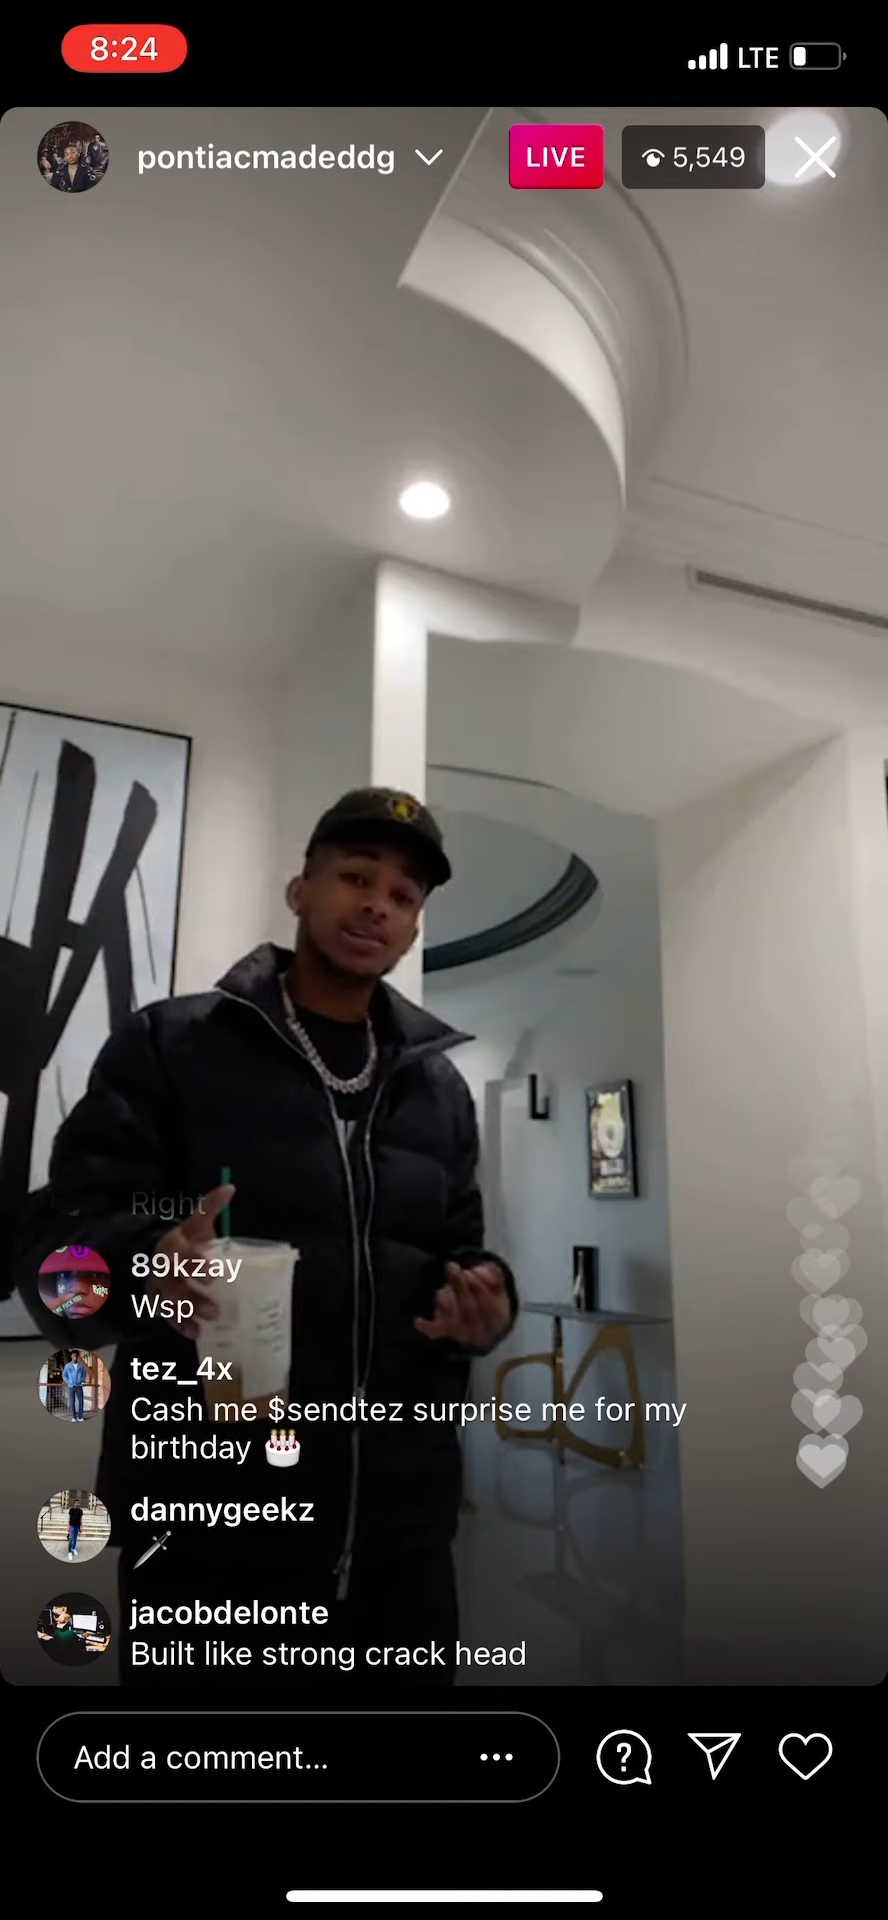 8:24
LTE
pontiacmadeddg
LIVE
5,549
Right
89kzay
Wsp
tez_4x
Cash me $sendtez surprise me for my
birthday 🎂
dannygeekz
🗡️
jacobdelonte
Built like strong crack head
Add a comment...